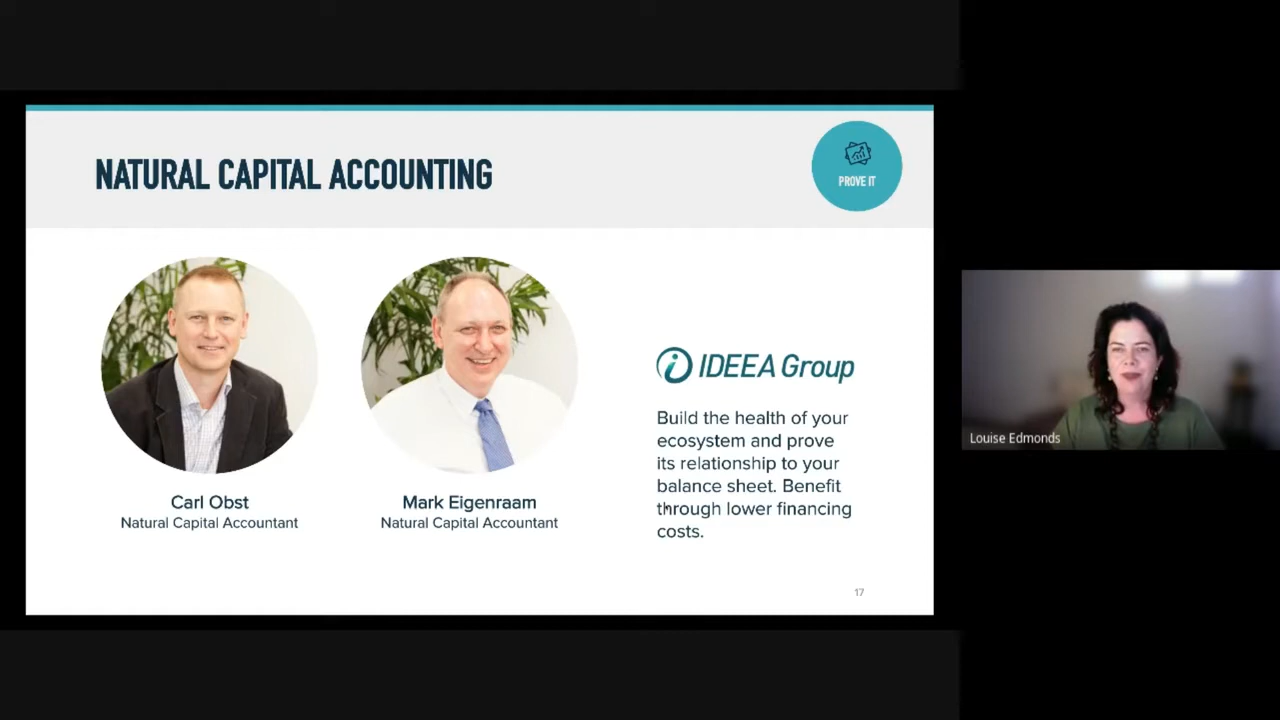 NATURAL CAPITAL ACCOUNTING
PROVE IT
IDEEA Group
Build the health of your
ecosystem and prove
its relationship to your
balance sheet. Benefit
through lower financing
costs.
Carl Obst
Natural Capital Accountant
Mark Eigenraam
Natural Capital Accountant
17
Louise Edmonds